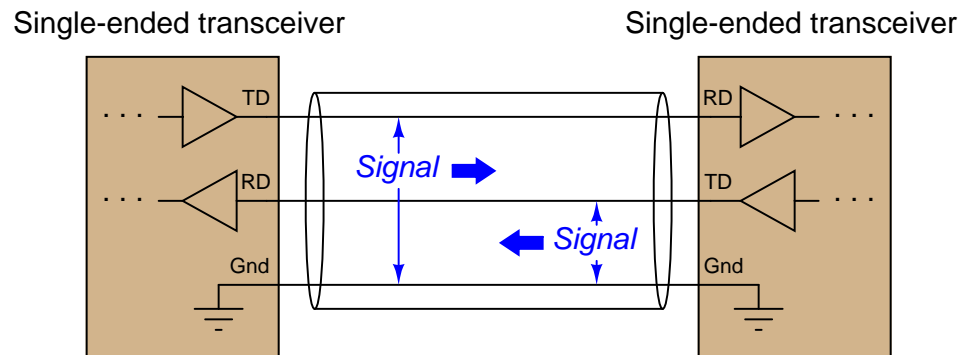 Single-ended transceiver
Single-ended transceiver
TD
RD
. . .
. . .
Signal
RD
TD
. . .
. . .
Signal
Gnd
Gnd